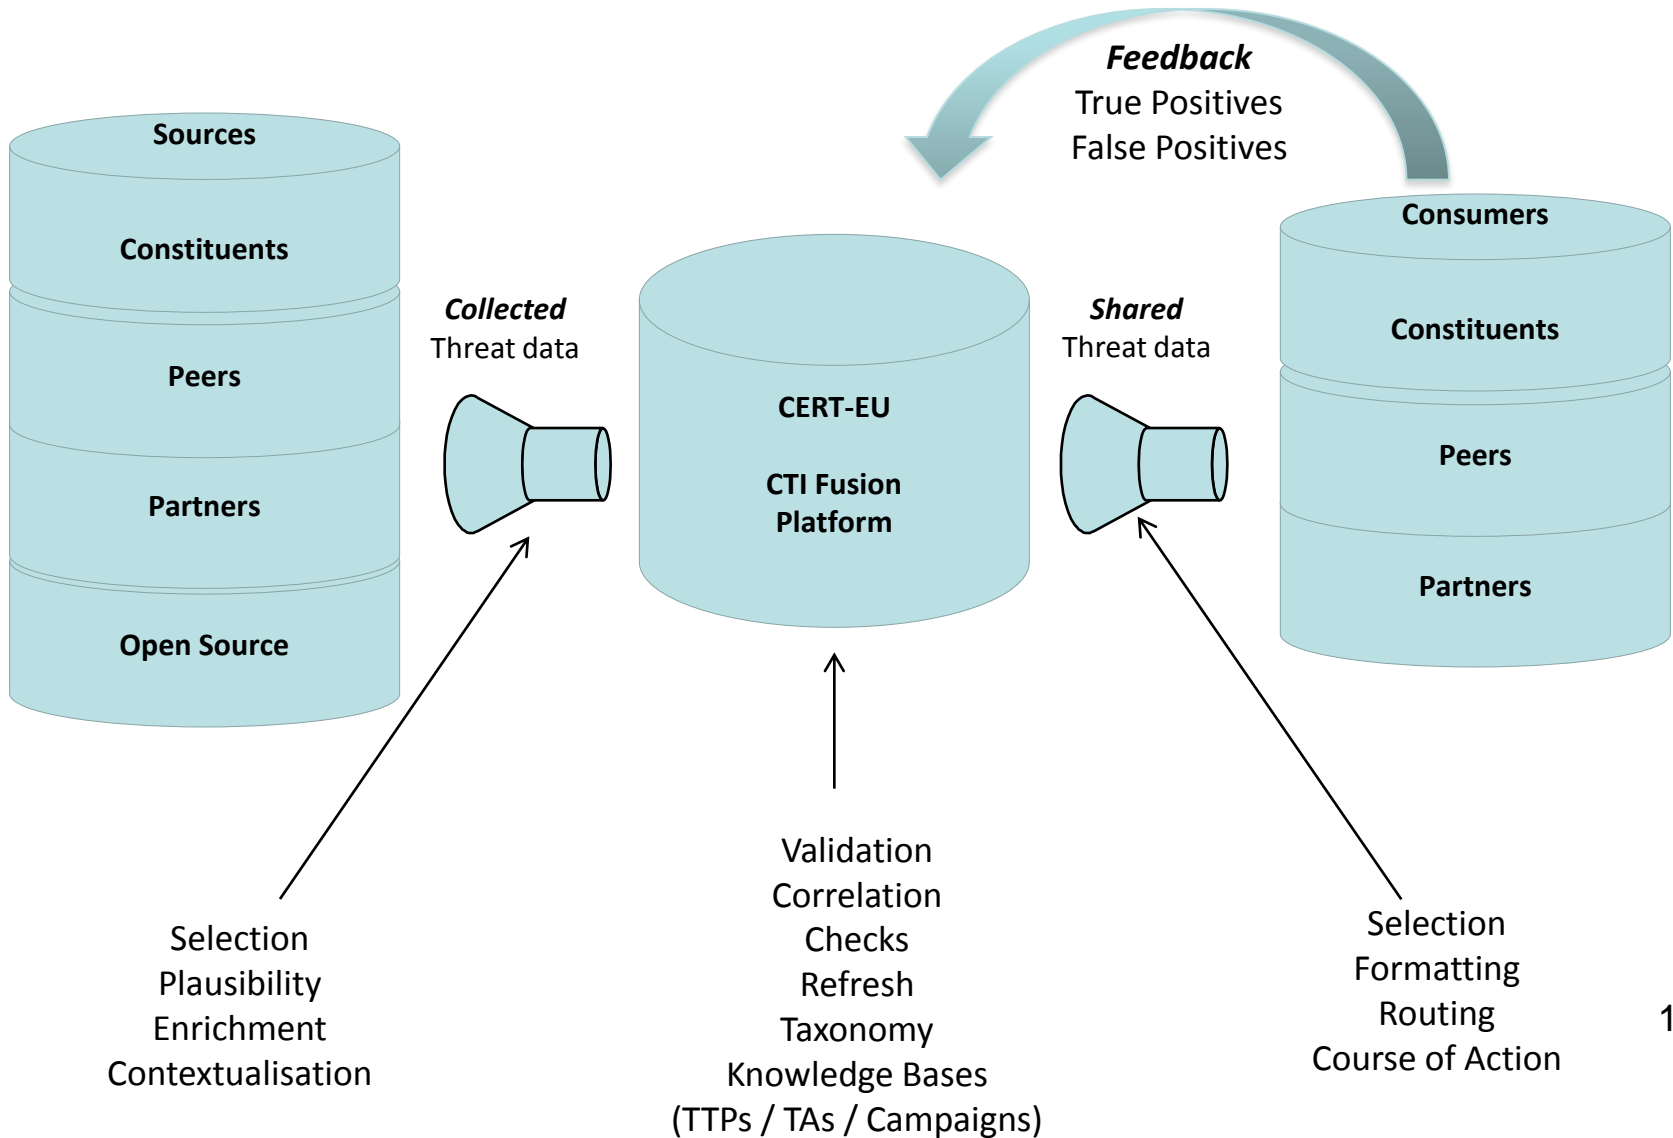 Feedback
True Positives
False Positives
Sources
Constituents
Peers
Partners
Open Source
Collected
Threat data
CERT-EU
CTI Fusion
Platform
Shared
Threat data
Consumers
Constituents
Peers
Partners
Selection
Plausibility
Enrichment
Contextualisation
Validation
Correlation
Checks
Refresh
Taxonomy
Knowledge Bases
(TTPs / TAs / Campaigns)
Selection
Formatting
Routing
Course of Action
1